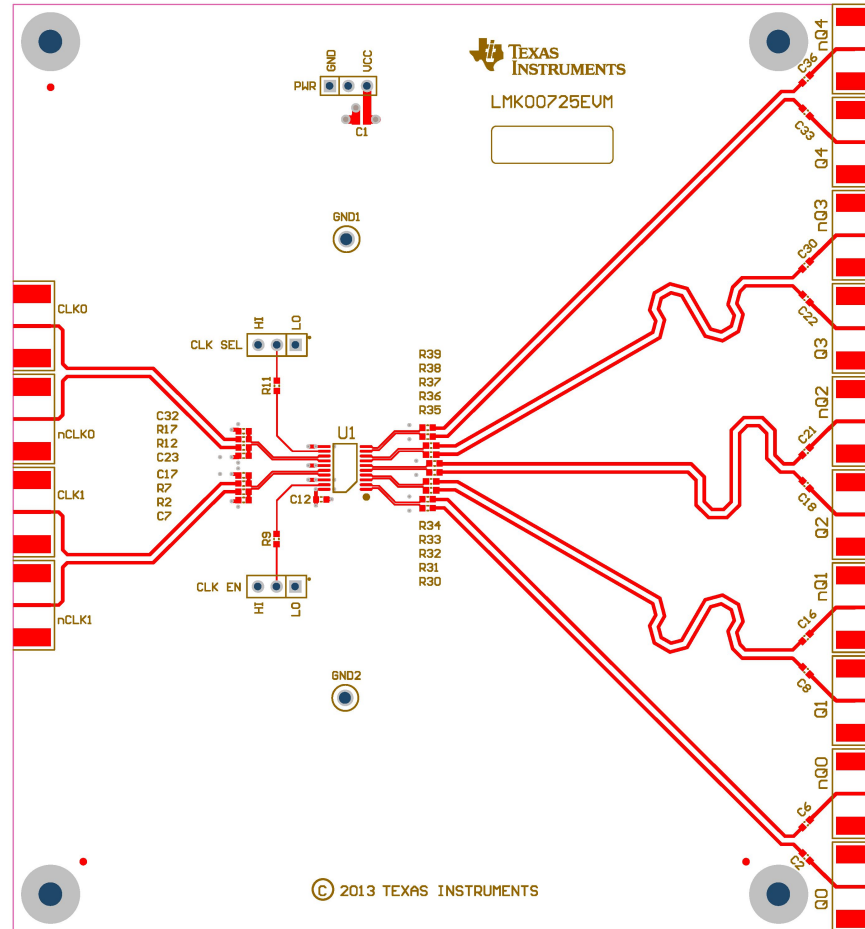 TEXAS
INSTRUMENTS
LMK00725EVM
GND
VCC
PWR
C1
GND1
nQ4
C36
C33
Q4
nQ3
C30
C22
Q3
CLK0
nCLK0
CLK1
nCLK1
HI
LO
CLK SEL
R11
C32
R17
R12
C23
C17
R7
R2
C7
U1
C12
R39
R38
R37
R36
R35
R34
R33
R32
R31
R30
nQ2
C21
C18
Q2
R9
CLK EN
HI
LO
nQ1
C16
C8
Q1
GND2
nQ0
C6
C2
Q0
© 2013 TEXAS INSTRUMENTS